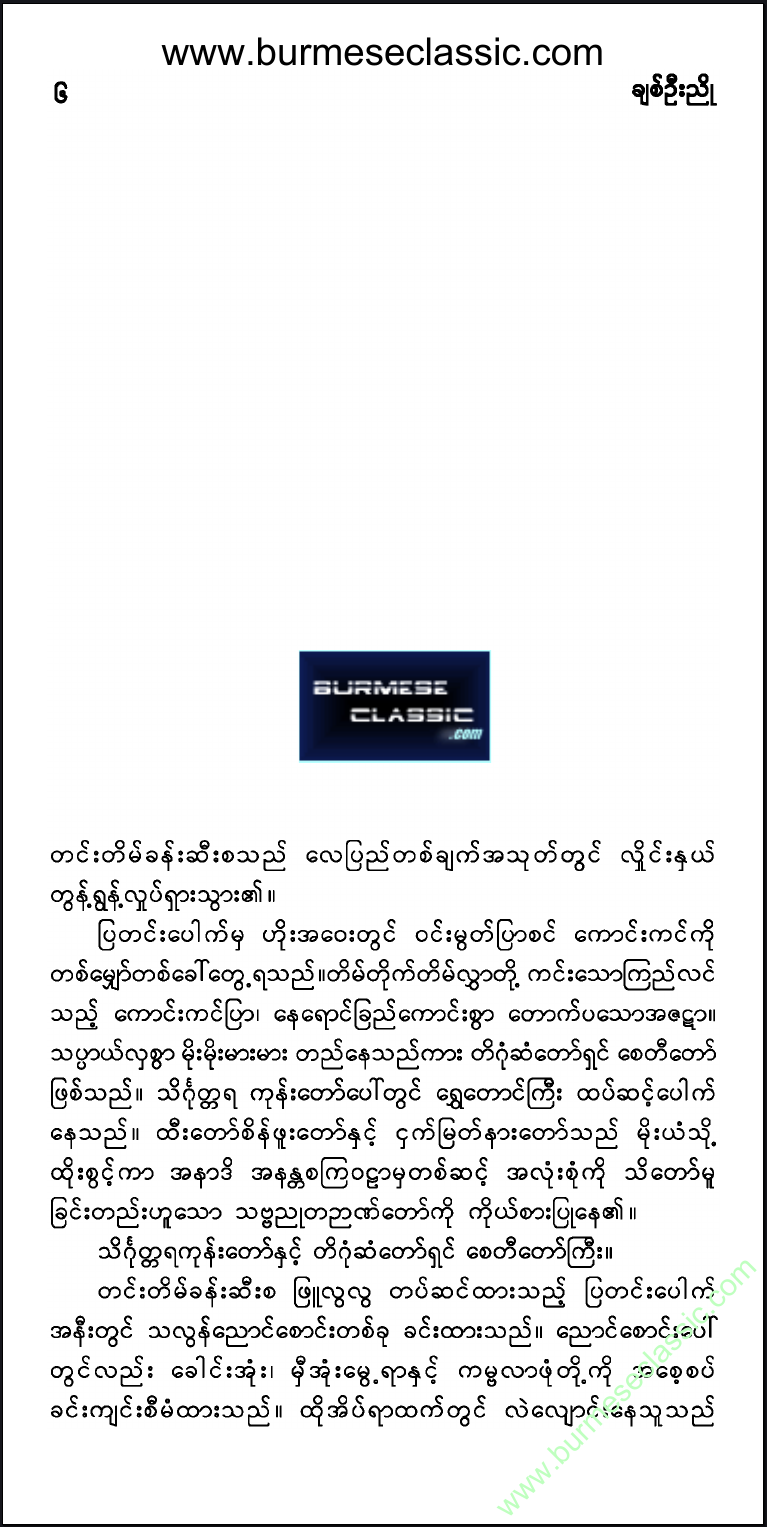 www.burmeseclassic.com
၆ ချစ်ဦးညို
BURMESE
CLASSIC
.com
တင်းတိမ်ခန်းဆီးစသည် လေပြည်တစ်ချက်အသုတ်တွင် လှိုင်းနှယ်
တွန့်ရွန့်လှုပ်ရှားသွား၏။
ပြတင်းပေါက်မှ ဟိုးအဝေးတွင် ဝင်းမွတ်ပြာစင် ကောင်းကင်ကို
တစ်မျှော်တစ်ခေါ်တွေ့ရသည်။တိမ်တိုက်တိမ်လွှာတို့ ကင်းသောကြည်လင်
သည့် ကောင်းကင်ပြာ၊ နေရောင်ခြည်ကောင်းစွာ တောက်ပသောအဇဋာ။
သပ္ပာယ်လှစွာ မိုးမိုးမားမား တည်နေသည်ကား တိဂုံဆံတော်ရှင် စေတီတော်
ဖြစ်သည်။ သိင်္ဂုတ္တရ ကုန်းတော်ပေါ်တွင် ရွှေတောင်ကြီး ထပ်ဆင့်ပေါက်
နေသည်။ ထီးတော်စိန်ဖူးတော်နှင့် ငှက်မြတ်နားတော်သည် မိုးယံသို့
ထိုးစွင့်ကာ အနာဒိ အနန္တစကြဝဠာမှတစ်ဆင့် အလုံးစုံကို သိတော်မူ
ခြင်းတည်းဟူသော သဗ္ဗညုတဉာဏ်တော်ကို ကိုယ်စားပြုနေ၏။
သိင်္ဂုတ္တရကုန်းတော်နှင့် တိဂုံဆံတော်ရှင် စေတီတော်ကြီး။
တင်းတိမ်ခန်းဆီးစ ဖြူလွလွ တပ်ဆင်ထားသည့် ပြတင်းပေါက်
အနီးတွင် သလွန်ညောင်စောင်းတစ်ခု ခင်းထားသည်။ ညောင်စောင်းပေါ်
တွင်လည်း ခေါင်းအုံး၊ မှီအုံးမွေ့ရာနှင့် ကမ္ဗလာဖုံတို့ကို အစေ့စပ်
ခင်းကျင်းစီမံထားသည်။ ထိုအိပ်ရာထက်တွင် လဲလျောင်းနေသူသည်
www.burmeseclassic.com